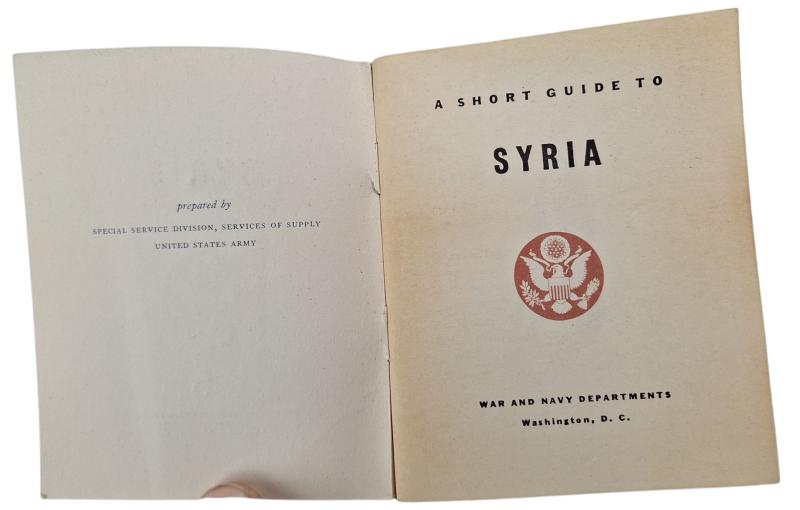 prepared by
SPECIAL SERVICE DIVISION, SERVICES OF SUPPLY
UNITED STATES ARMY
A SHORT GUIDE TO
SYRIA
WAR AND NAVY DEPARTMENTS
Washington, D. C.